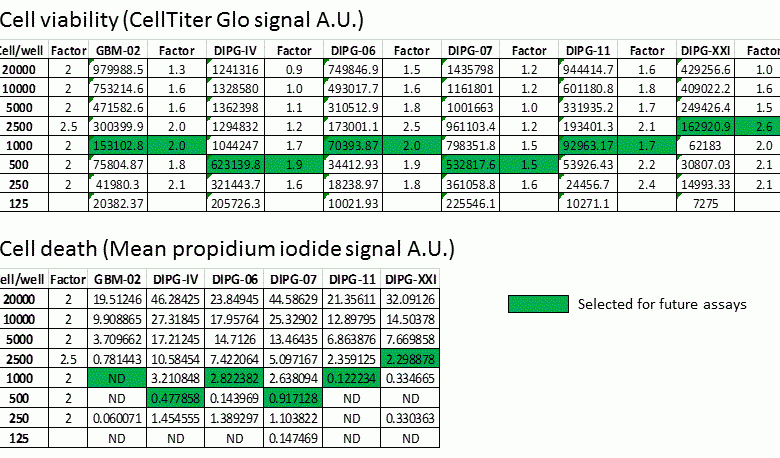 Cell viability (CellTiter Glo signal A.U.)
Cell/well Factor GBM-02 Factor DIPG-IV Factor DIPG-06 Factor DIPG-07 Factor DIPG-11 Factor DIPG-XXI Factor
20000 2 979988.5 1.3 1241316 0.9 749846.9 1.5 1435798 1.2 944414.7 1.6 429256.6 1.0
10000 2 753214.6 1.6 1328580 1.0 493017.7 1.6 1161801 1.2 601180.8 1.8 409022.2 1.6
5000 2 471582.6 1.6 1362398 1.1 310512.9 1.8 1001663 1.0 331935.2 1.7 249426.4 1.5
2500 2.5 300399.9 2.0 1294832 1.2 173001.1 2.5 961103.4 1.2 193401.3 2.1 162920.9 2.6
1000 2 153102.8 2.0 1044247 1.7 70393.87 2.0 798351.8 1.5 92963.17 1.7 62183 2.0
500 2 75804.87 1.8 623139.8 1.9 34412.93 1.9 532817.6 1.5 53926.43 2.2 30807.03 2.1
250 2 41980.3 2.1 321443.7 1.6 18238.97 1.8 361058.8 1.6 24456.7 2.4 14993.33 2.1
125 20382.37 205726.3 10021.93 225546.1 10271.1 7275
Cell death (Mean propidium iodide signal A.U.)
ell/well Factor GBM-02 DIPG-IV DIPG-06 DIPG-07 DIPG-11 DIPG-XXI
20000 2 19.51246 46.28425 23.84945 44.58629 21.35611 32.09126
10000 2 9.908865 27.31845 17.95764 25.32902 12.89795 14.50378
5000 2 3.709662 17.21245 14.7126 13.46435 6.863876 7.669858
2500 2.5 0.781443 10.58454 7.422064 5.097167 2.359125 2.298878
1000 2 ND 3.210848 2.822382 2.638094 0.122234 0.334665
500 2 ND 0.477858 0.143969 0.917128 ND ND
250 2 0.060071 1.454555 1.389297 1.103822 ND 0.330363
125 ND ND ND 0.147469 ND ND
Selected for future assays